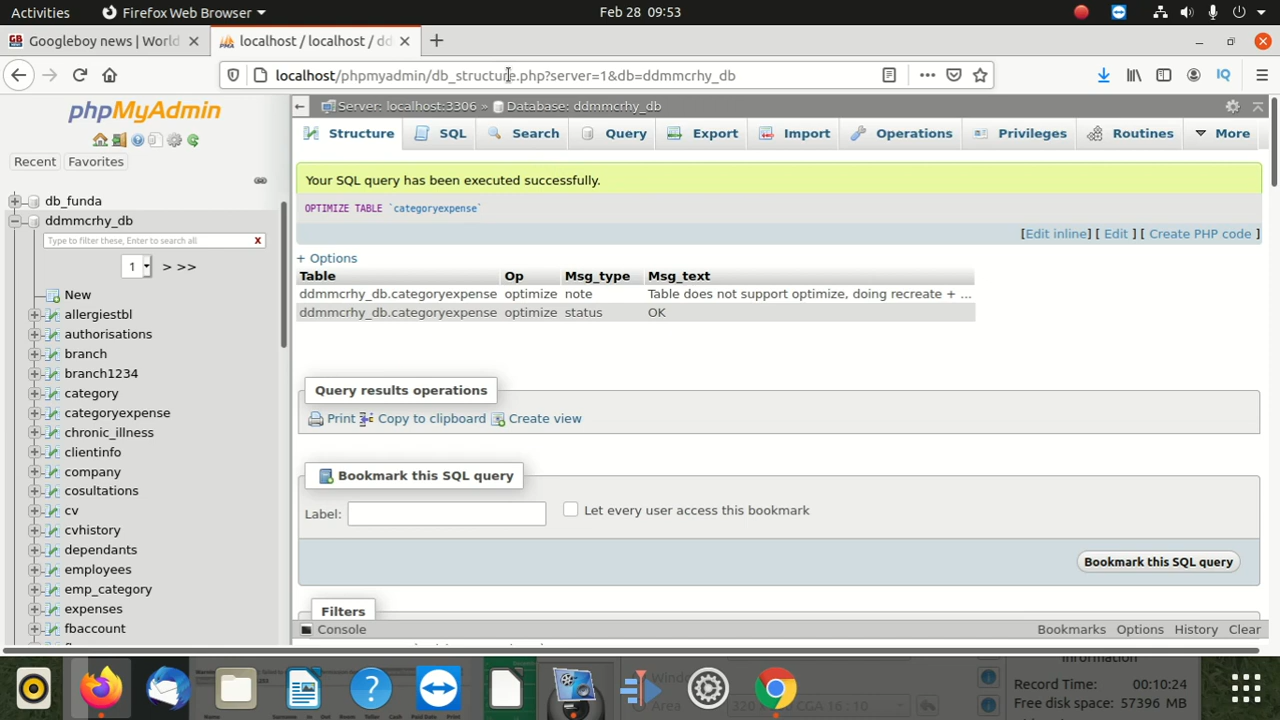 Activities Firefox Web Browser Feb 28 09:53
Googleboy news | World localhost / localhost / dd
localhost/phpmyadmin/db_structure.php?server=1&db=ddmmcrhy_db IQ
phpMyAdmin
Recent Favorites
db_funda
ddmmcrhy_db
Type to filter these, Enter to search all X
1 > >>
New
allergiestbl
authorisations
branch
branch1234
category
categoryexpense
chronic_illness
clientinfo
company
cosultations
cv
cvhistory
dependants
employees
emp_category
expenses
fbaccount
Server: localhost:3306 » Database: ddmmcrhy_db
Structure SQL Search Query Export Import Operations Privileges Routines More
Your SQL query has been executed successfully.
OPTIMIZE TABLE `categoryexpense`
[Edit inline] [ Edit ] [ Create PHP code ]
+ Options
Table Op Msg_type Msg_text
ddmmcrhy_db.categoryexpense optimize note Table does not support optimize, doing recreate + ...
ddmmcrhy_db.categoryexpense optimize status OK
Query results operations
Print Copy to clipboard Create view
Bookmark this SQL query
Label: Let every user access this bookmark
Bookmark this SQL query
Filters
Console Bookmarks Options History Clear
Information
Record Time: 00:10:24
Free disk space: 57396 MB